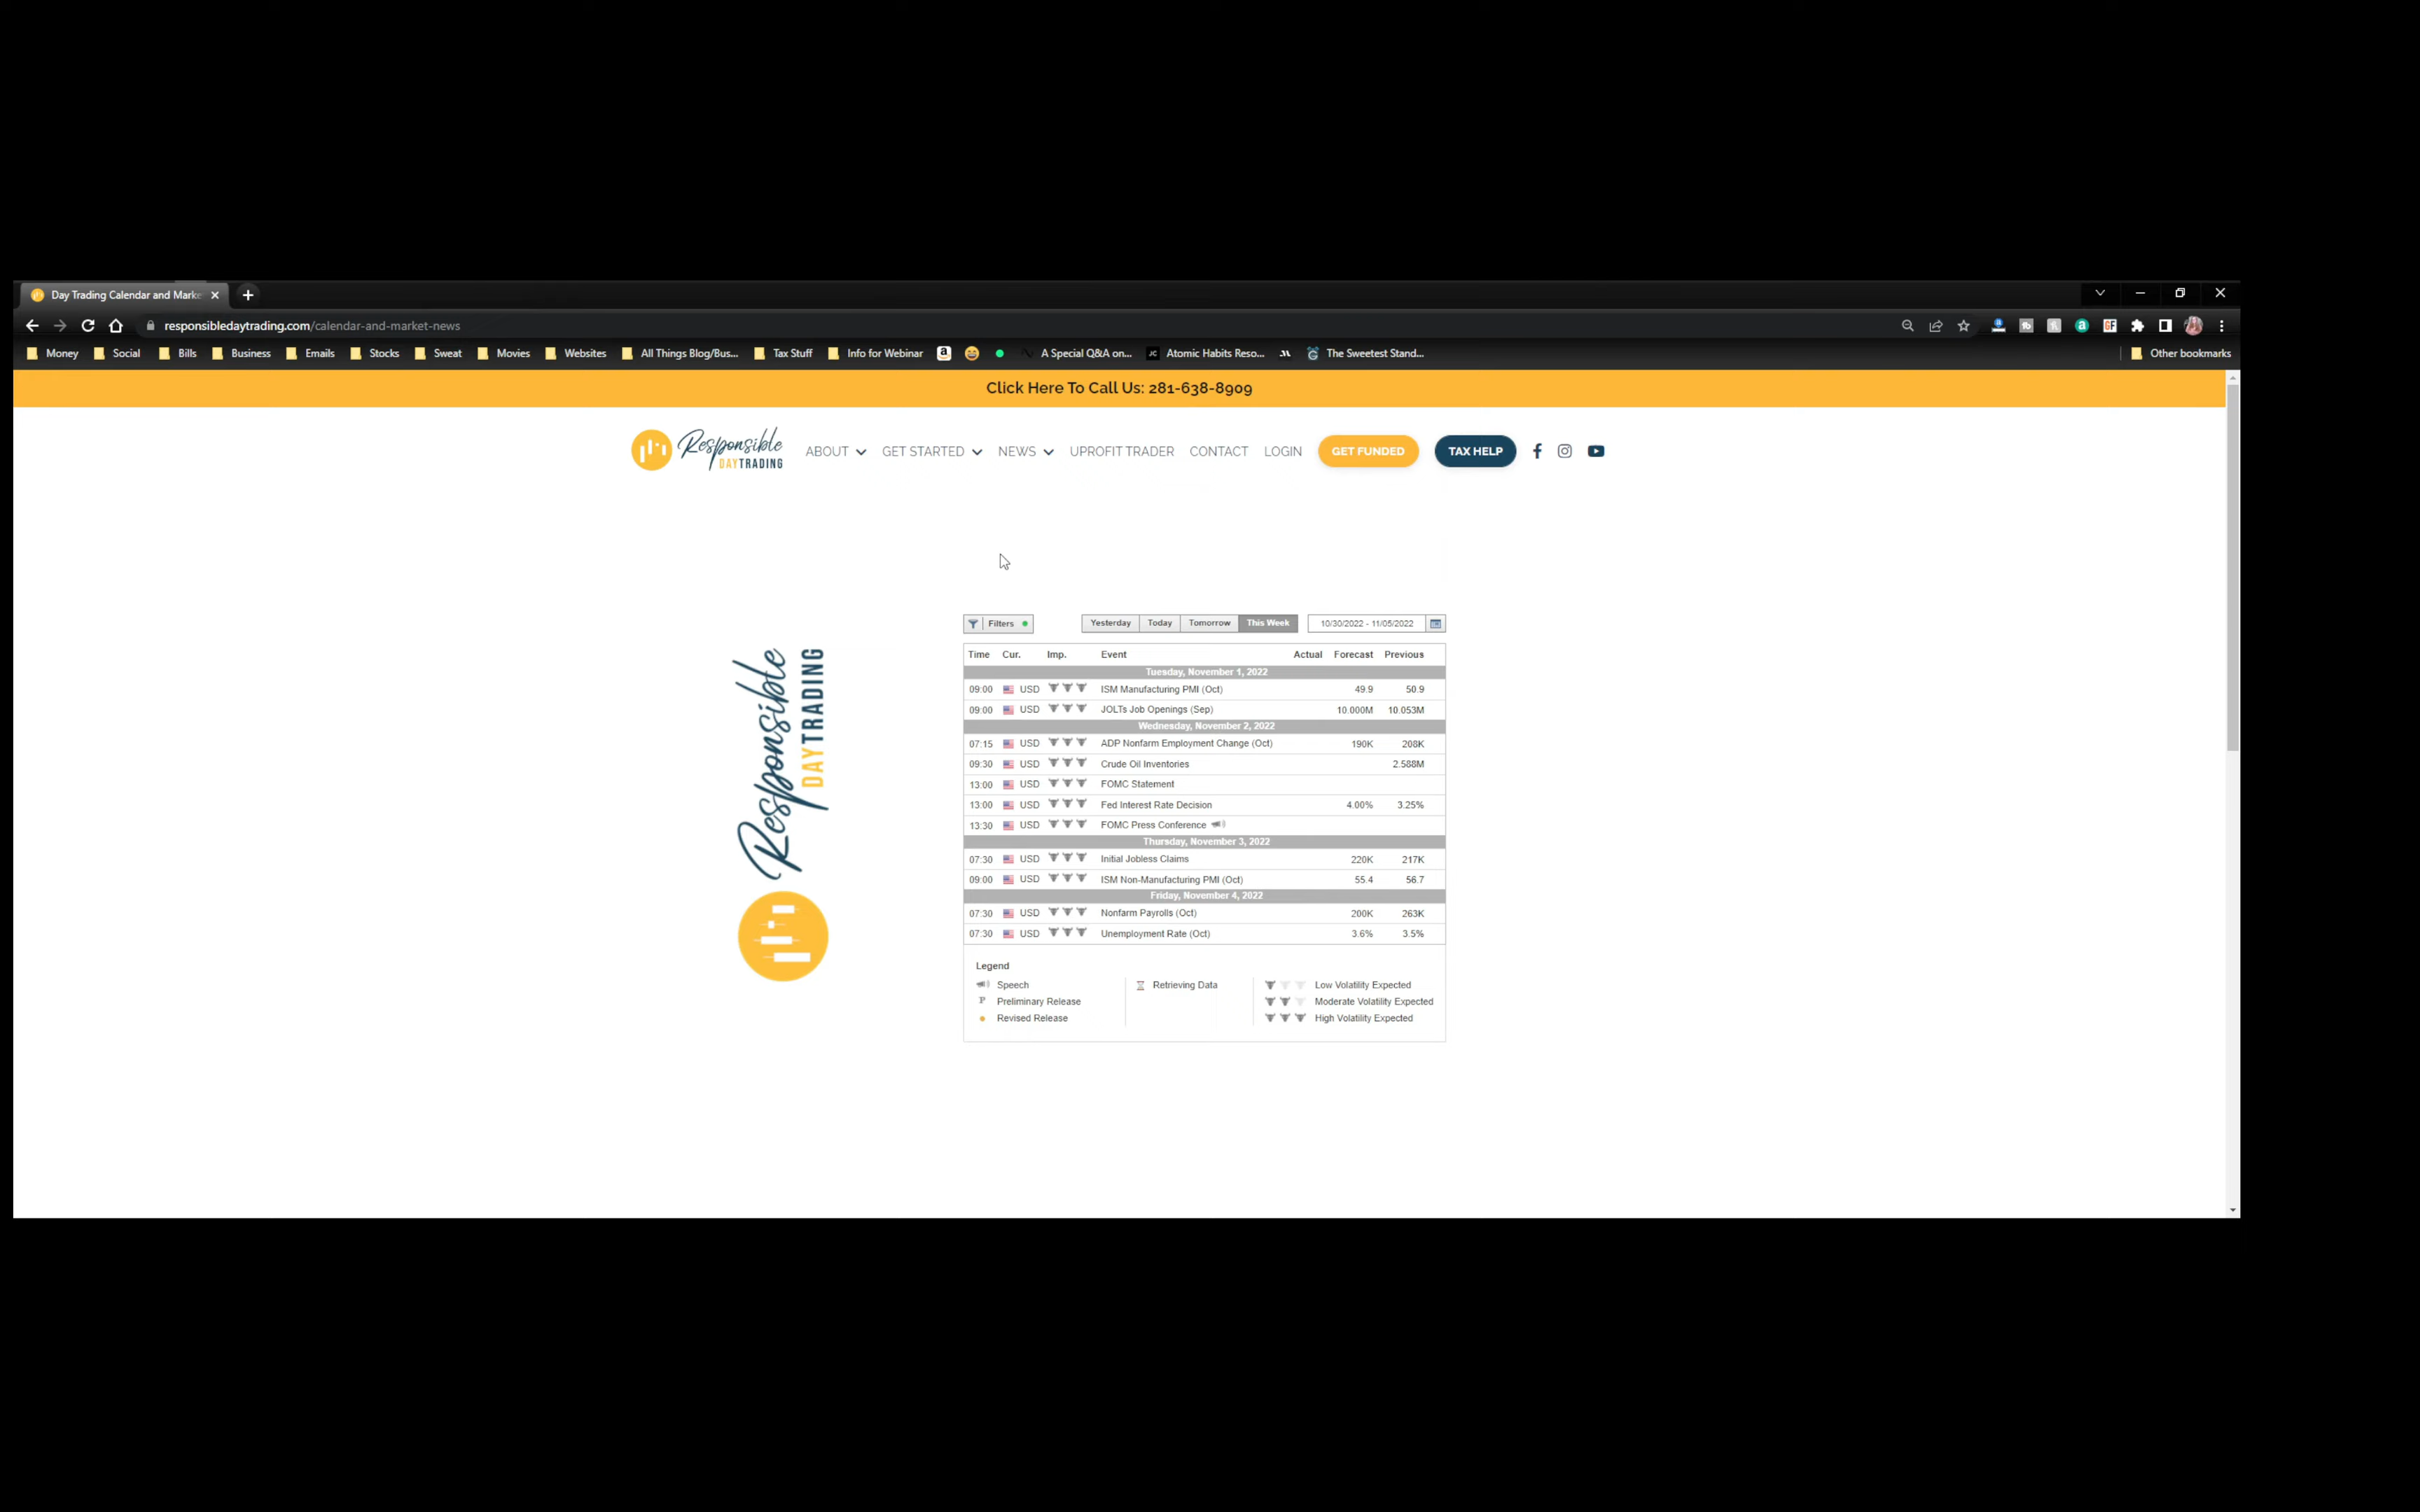 Day Trading Calendar and Marke
responsibledaytrading.com/calendar-and-market-news
Money Social Bills Business Emails Stocks Sweat Movies Websites All Things Blog/Bus... Tax Stuff Info for Webinar A Special Q&A on... Atomic Habits Reso... The Sweetest Stand... Other bookmarks
Click Here To Call Us: 281-638-8909
Responsible
DAYTRADING
ABOUT GET STARTED NEWS UPROFIT TRADER CONTACT LOGIN GET FUNDED TAX HELP
Responsible
DAYTRADING
Filters Yesterday Today Tomorrow This Week 10/30/2022 - 11/05/2022
Time Cur. Imp. Event Actual Forecast Previous
Tuesday, November 1, 2022
09:00 USD ISM Manufacturing PMI (Oct) 49.9 50.9
09:00 USD JOLTs Job Openings (Sep) 10.000M 10.053M
Wednesday, November 2, 2022
07:15 USD ADP Nonfarm Employment Change (Oct) 190K 208K
09:30 USD Crude Oil Inventories 2.588M
13:00 USD FOMC Statement
13:00 USD Fed Interest Rate Decision 4.00% 3.25%
13:30 USD FOMC Press Conference
Thursday, November 3, 2022
07:30 USD Initial Jobless Claims 220K 217K
09:00 USD ISM Non-Manufacturing PMI (Oct) 55.4 56.7
Friday, November 4, 2022
07:30 USD Nonfarm Payrolls (Oct) 200K 263K
07:30 USD Unemployment Rate (Oct) 3.6% 3.5%
Legend
Speech Retrieving Data Low Volatility Expected
P Preliminary Release Moderate Volatility Expected
Revised Release High Volatility Expected